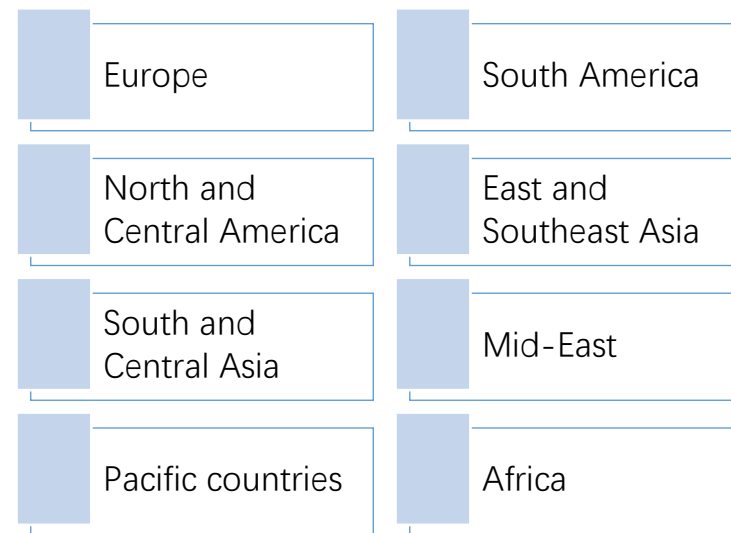 Europe
South America
North and
Central America
East and
Southeast Asia
South and
Central Asia
Mid-East
Pacific countries
Africa